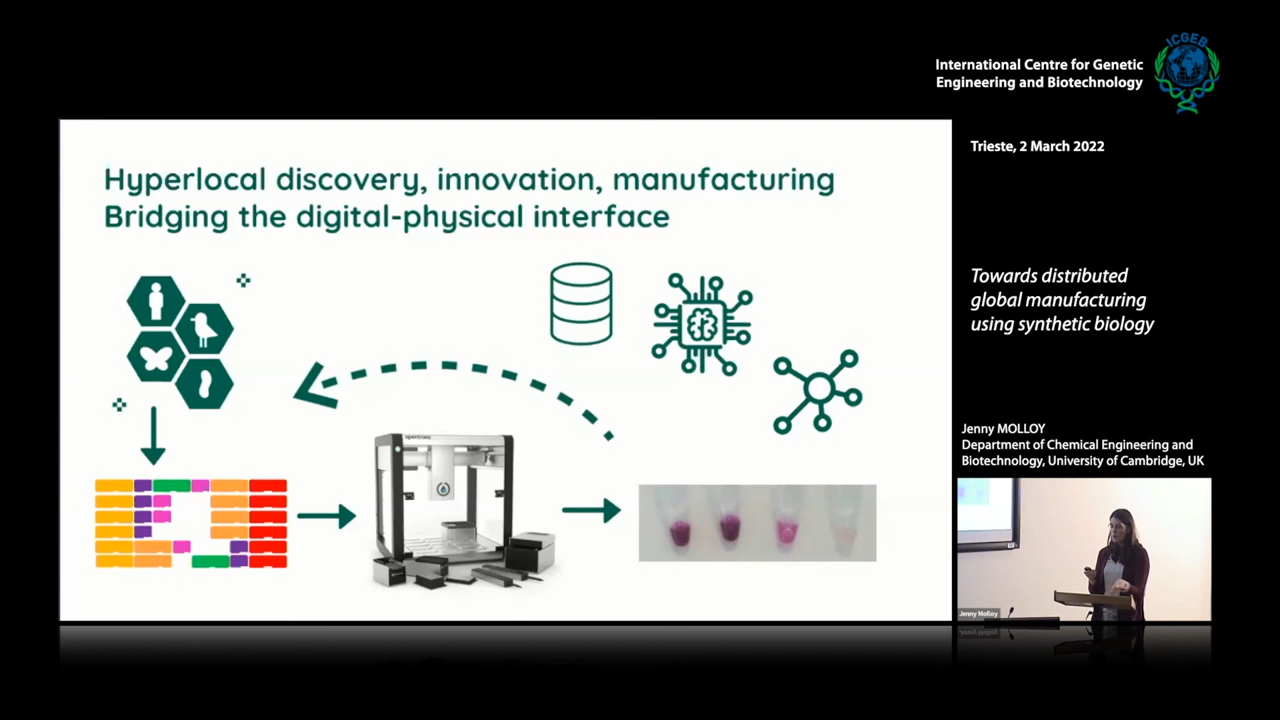 International Centre for Genetic
Engineering and Biotechnology
ICGEB
Trieste, 2 March 2022
Hyperlocal discovery, innovation, manufacturing
Bridging the digital-physical interface
Towards distributed
global manufacturing
using synthetic biology
opentrons
Jenny MOLLOY
Department of Chemical Engineering and
Biotechnology, University of Cambridge, UK
Jenny Molloy